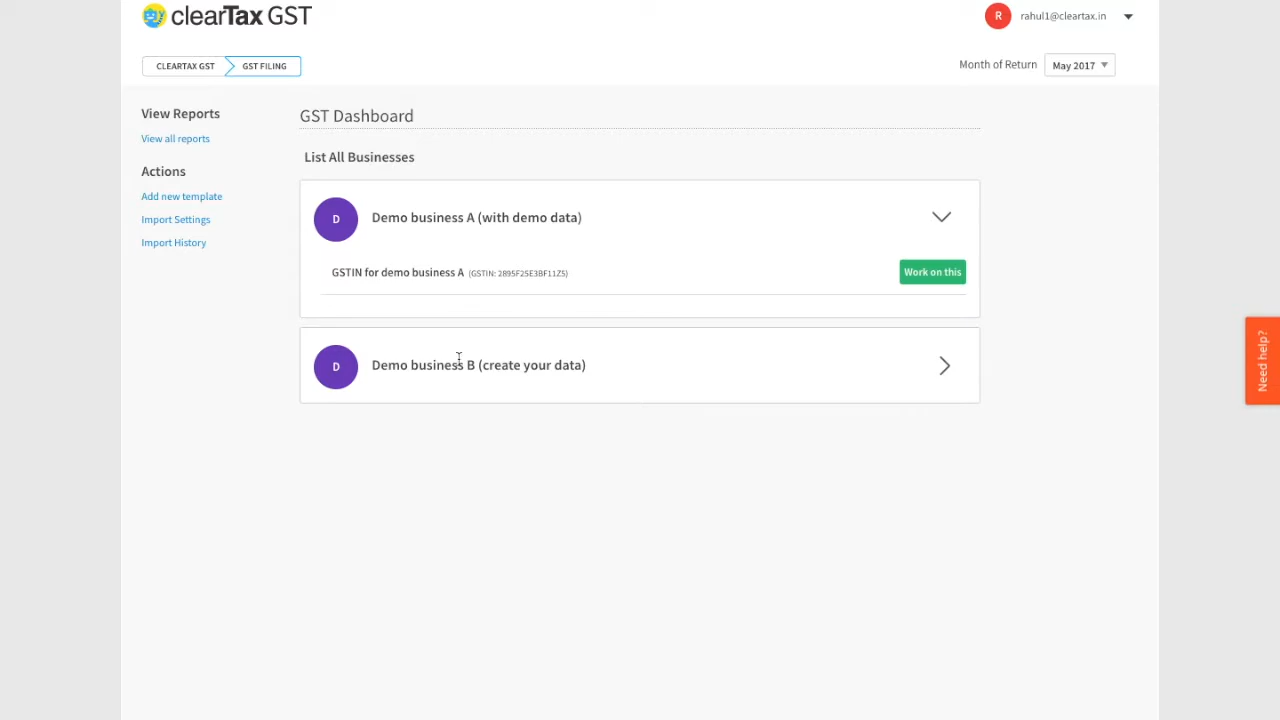 clearTax GST
R rahul1@cleartax.in
CLEARTAX GST GST FILING
Month of Return May 2017
View Reports
View all reports
Actions
Add new template
Import Settings
Import History
GST Dashboard
List All Businesses
D Demo business A (with demo data)
GSTIN for demo business A (GSTIN: 2895F25E3BF11Z5) Work on this
D Demo business B (create your data)
Need help?